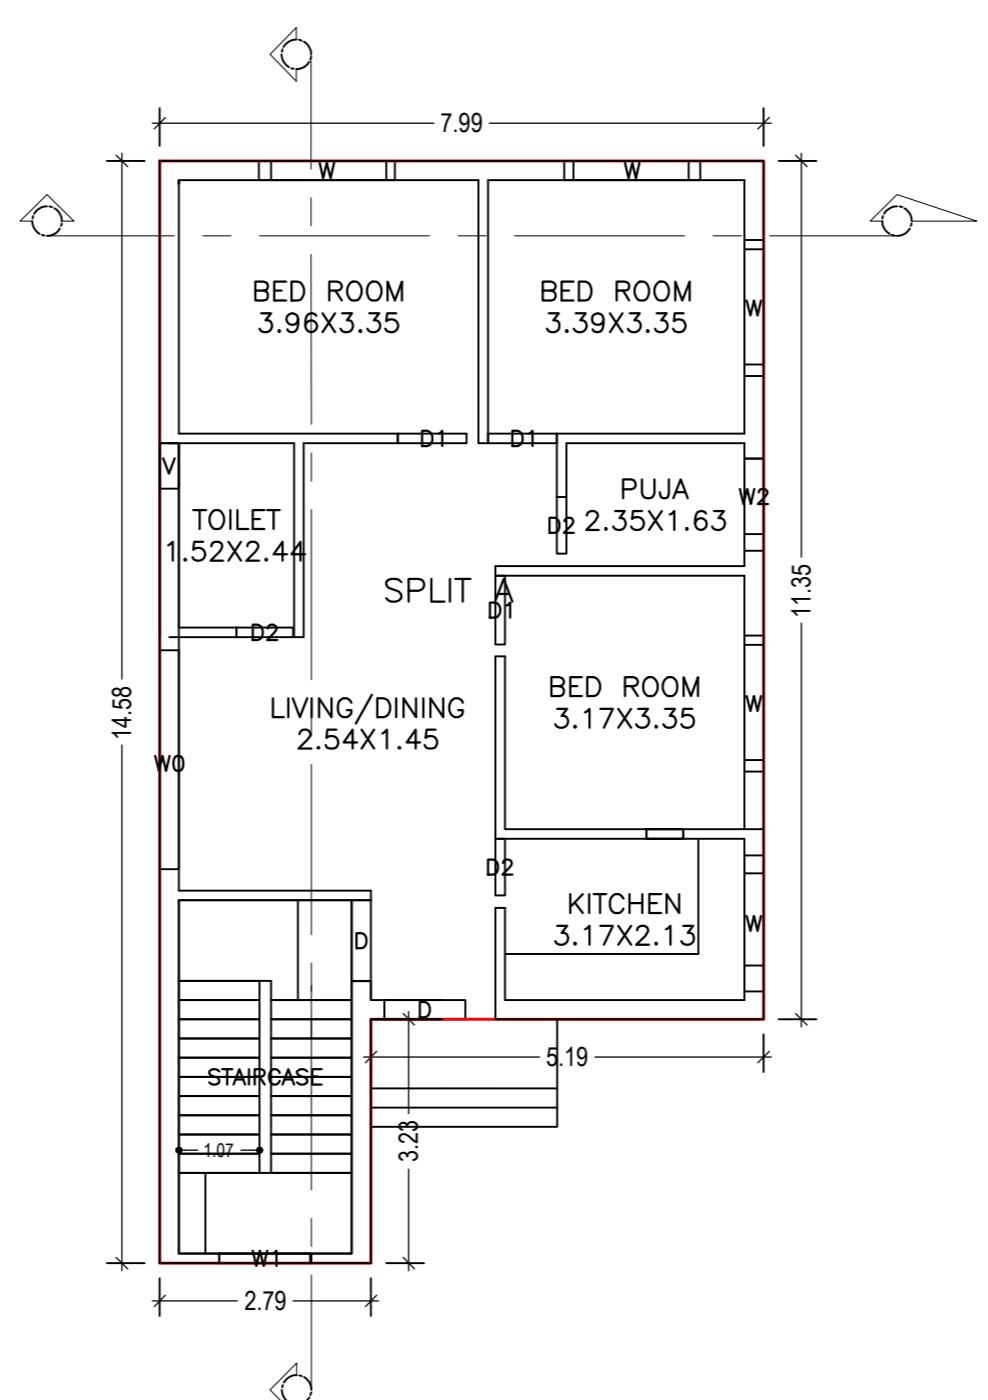 7.99
W
W
BED ROOM
3.96X3.35
BED ROOM
3.39X3.35
W
D1
D1
V
TOILET
1.52X2.44
PUJA
2.35X1.63
W2
D2
SPLIT A
D1
11.35
D2
BED ROOM
3.17X3.35
W
LIVING/DINING
2.54X1.45
14.58
W0
D2
KITCHEN
3.17X2.13
W
D
D
5.19
STAIRCASE
1.07
3.23
W1
2.79